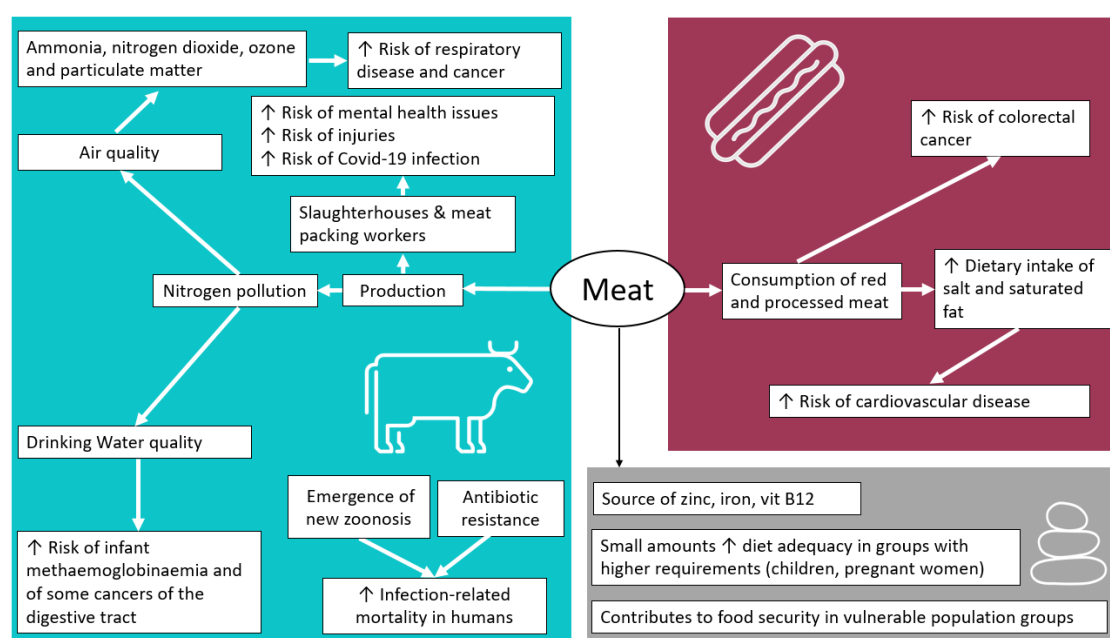 Ammonia, nitrogen dioxide, ozone
and particulate matter
↑ Risk of respiratory
disease and cancer
↑ Risk of mental health issues
↑ Risk of injuries
↑ Risk of Covid-19 infection
Air quality
Slaughterhouses & meat
packing workers
Nitrogen pollution
Production
Drinking Water quality
↑ Risk of infant
methaemoglobinaemia and
of some cancers of the
digestive tract
Emergence of
new zoonosis
Antibiotic
resistance
↑ Infection-related
mortality in humans
Meat
↑ Risk of colorectal
cancer
Consumption of red
and processed meat
↑ Dietary intake of
salt and saturated
fat
↑ Risk of cardiovascular disease
Source of zinc, iron, vit B12
Small amounts ↑ diet adequacy in groups with
higher requirements (children, pregnant women)
Contributes to food security in vulnerable population groups